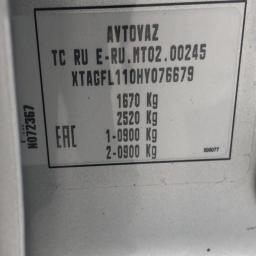 AVTOVAZ
TC RU E-RU.MT02.00245
XTAGFL110HY076679
1670 Kg
2520 Kg
1-0900 Kg
2-0900 Kg
EAC
N072367